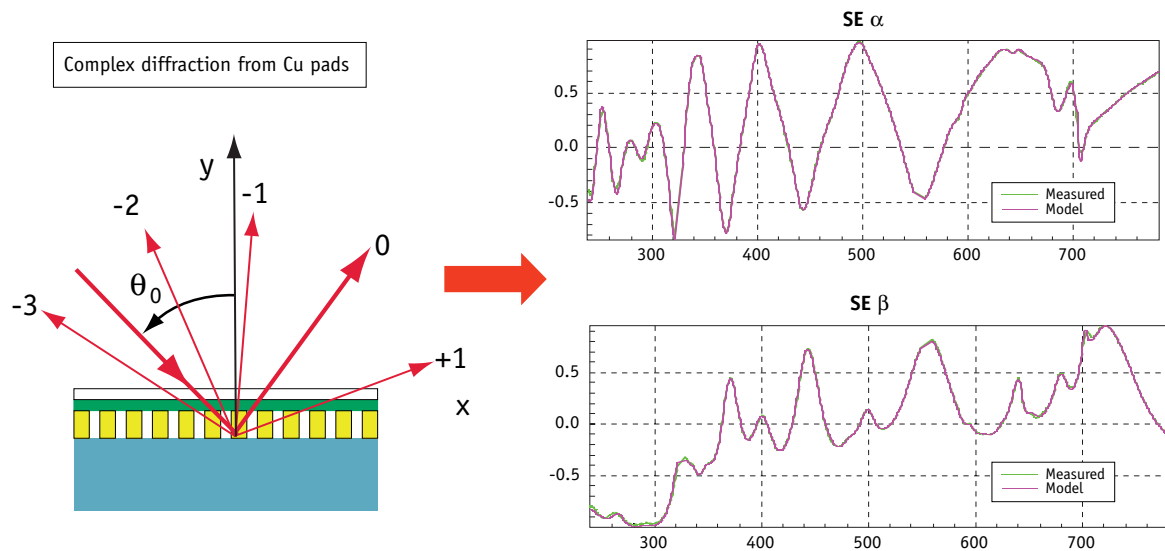 Complex diffraction from Cu pads
y
-1
-2
0
θ0
-3
+1
x
SE α
0.5
0.0
-0.5
Measured
Model
300 400 500 600 700
SE β
0.5
0.0
-0.5
Measured
Model
300 400 500 600 700